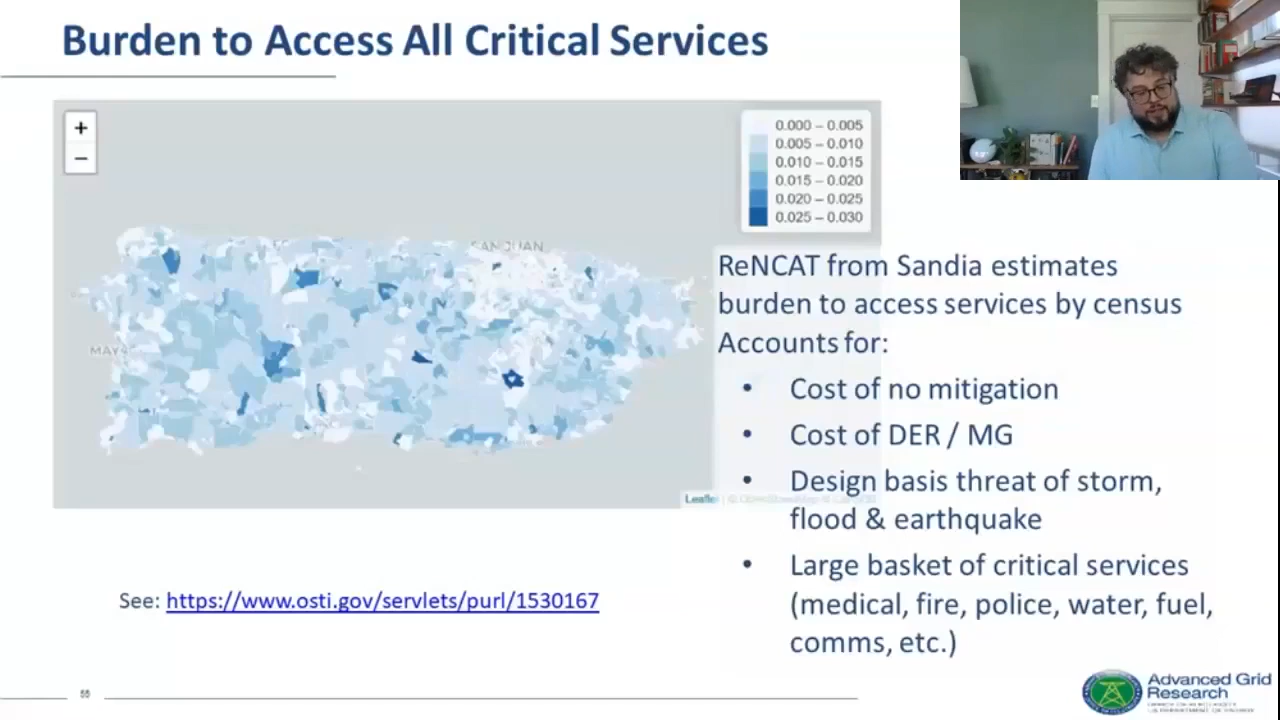 Burden to Access All Critical Services
+
−
0.000 – 0.005
0.005 – 0.010
0.010 – 0.015
0.015 – 0.020
0.020 – 0.025
0.025 – 0.030
SAN JUAN
ReNCAT from Sandia estimates
burden to access services by census
Accounts for:
• Cost of no mitigation
• Cost of DER / MG
• Design basis threat of storm,
flood & earthquake
• Large basket of critical services
(medical, fire, police, water, fuel,
comms, etc.)
Leaflet | © OpenStreetMap ©
See: https://www.osti.gov/servlets/purl/1530167
Advanced Grid
Research